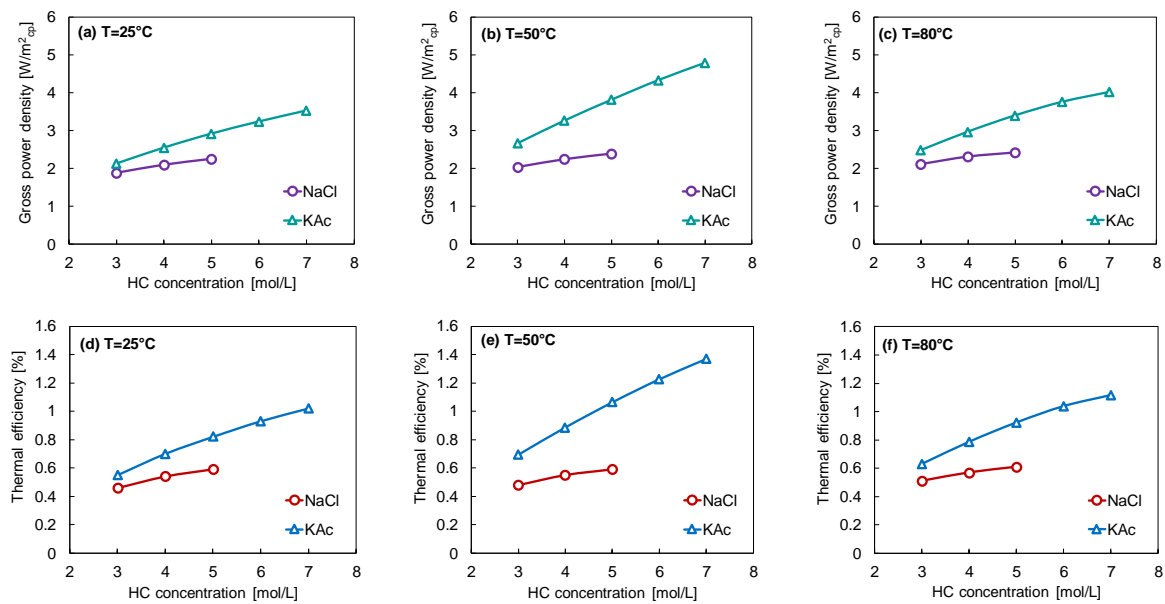 (a) T=25°C
Gross power density [W/m²cp]
6
5
4
3
2
1
0
2 3 4 5 6 7 8
HC concentration [mol/L]
NaCl
KAc
(b) T=50°C
Gross power density [W/m²cp]
6
5
4
3
2
1
0
2 3 4 5 6 7 8
HC concentration [mol/L]
NaCl
KAc
(c) T=80°C
Gross power density [W/m²cp]
6
5
4
3
2
1
0
2 3 4 5 6 7 8
HC concentration [mol/L]
NaCl
KAc
(d) T=25°C
Thermal efficiency [%]
1.6
1.4
1.2
1
0.8
0.6
0.4
0.2
0
2 3 4 5 6 7 8
HC concentration [mol/L]
NaCl
KAc
(e) T=50°C
Thermal efficiency [%]
1.6
1.4
1.2
1
0.8
0.6
0.4
0.2
0
2 3 4 5 6 7 8
HC concentration [mol/L]
NaCl
KAc
(f) T=80°C
Thermal efficiency [%]
1.6
1.4
1.2
1
0.8
0.6
0.4
0.2
0
2 3 4 5 6 7 8
HC concentration [mol/L]
NaCl
KAc